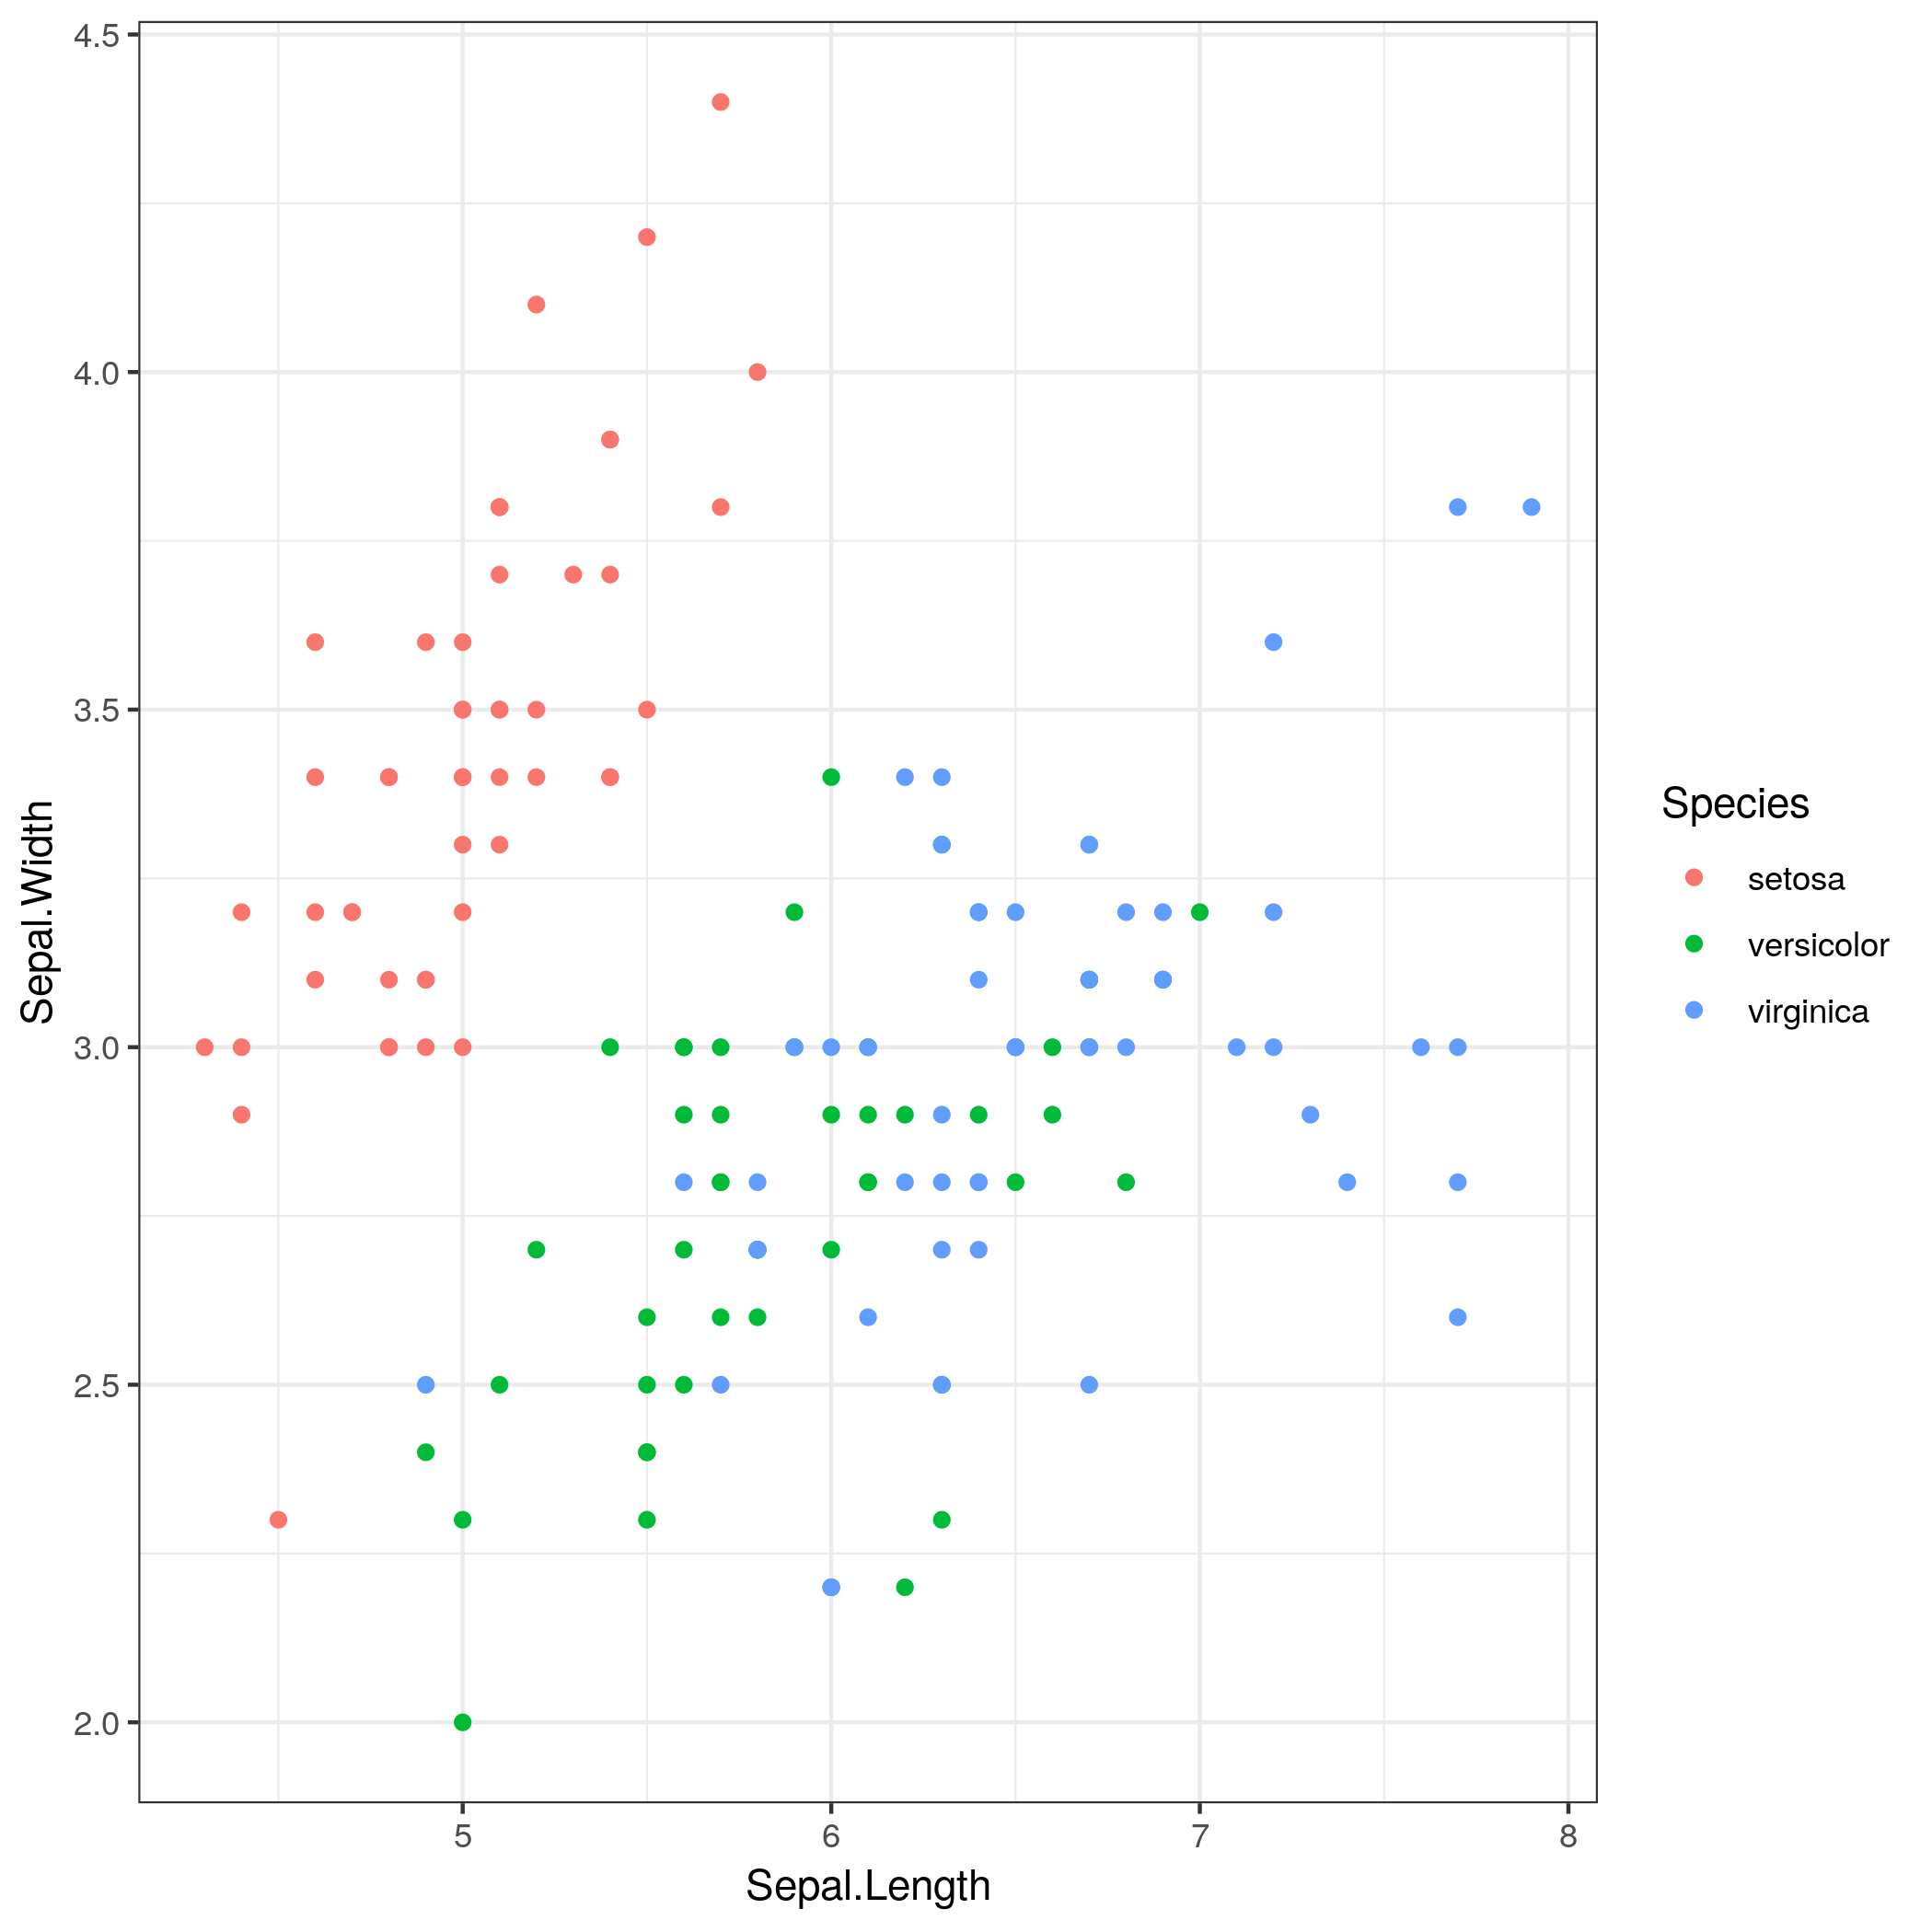 4.5
4.0
3.5
3.0
2.5
2.0
Sepal.Width
5 6 7 8
Sepal.Length
Species
setosa
versicolor
virginica